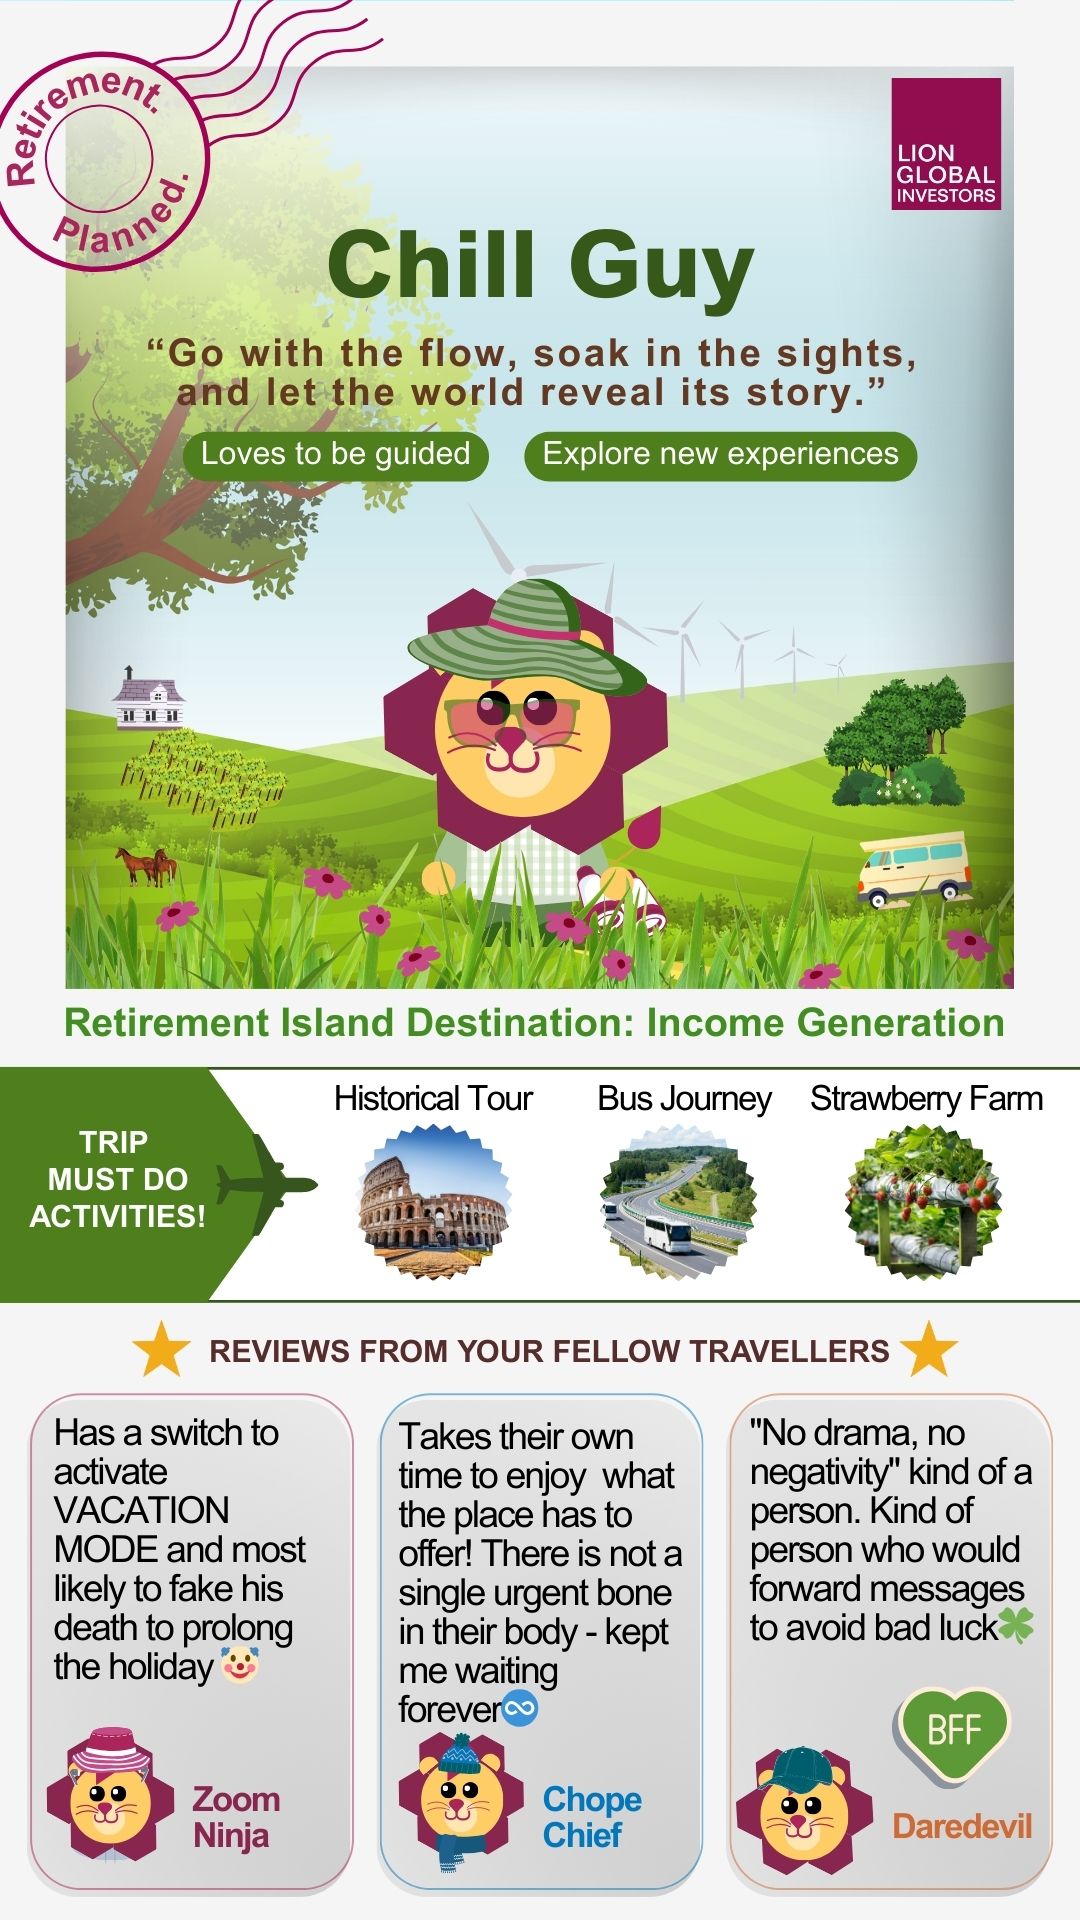 Retirement.
Planned.
LION
GLOBAL
INVESTORS
Chill Guy
“Go with the flow, soak in the sights,
and let the world reveal its story.”
Loves to be guided
Explore new experiences
Retirement Island Destination: Income Generation
TRIP
MUST DO
ACTIVITIES!
Historical Tour
Bus Journey
Strawberry Farm
REVIEWS FROM YOUR FELLOW TRAVELLERS
Has a switch to
activate
VACATION
MODE and most
likely to fake his
death to prolong
the holiday🤡
Zoom
Ninja
Takes their own
time to enjoy  what
the place has to
offer! There is not a
single urgent bone
in their body - kept
me waiting
forever♾️
Chope
Chief
"No drama, no
negativity" kind of a
person. Kind of
person who would
forward messages
to avoid bad luck🍀
BFF
Daredevil